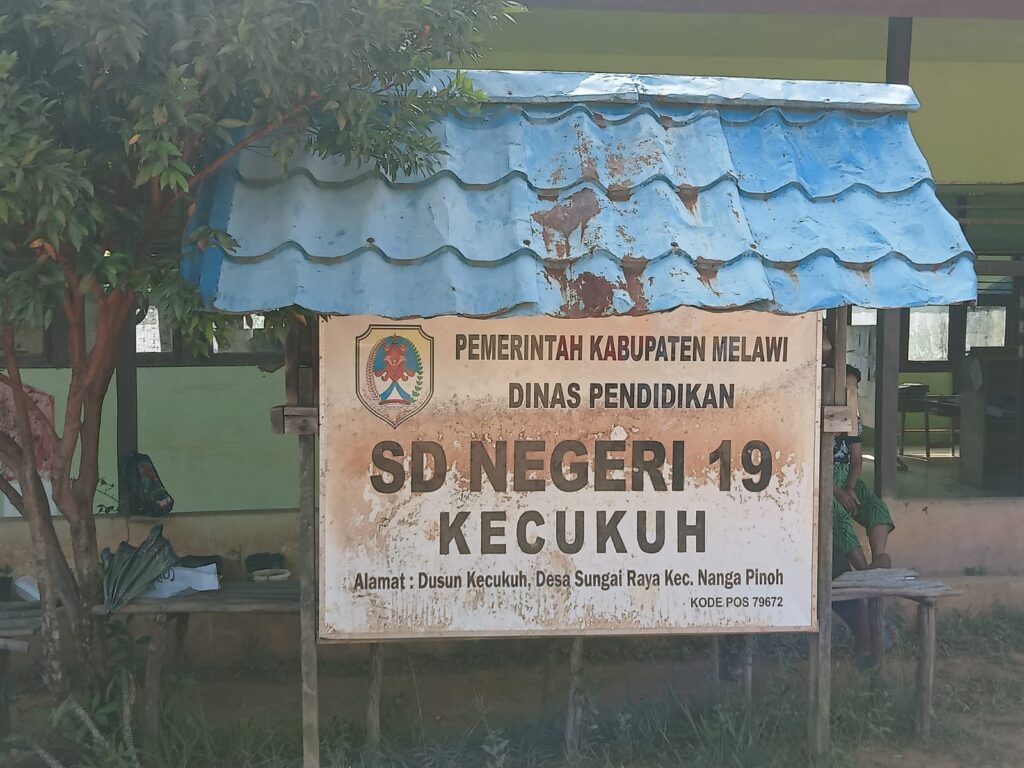 PEMERINTAH KABUPATEN MELAWI
DINAS PENDIDIKAN
SD NEGERI 19
KECUKUH
Alamat : Dusun Kecukuh, Desa Sungai Raya Kec. Nanga Pinoh
KODE POS 79672